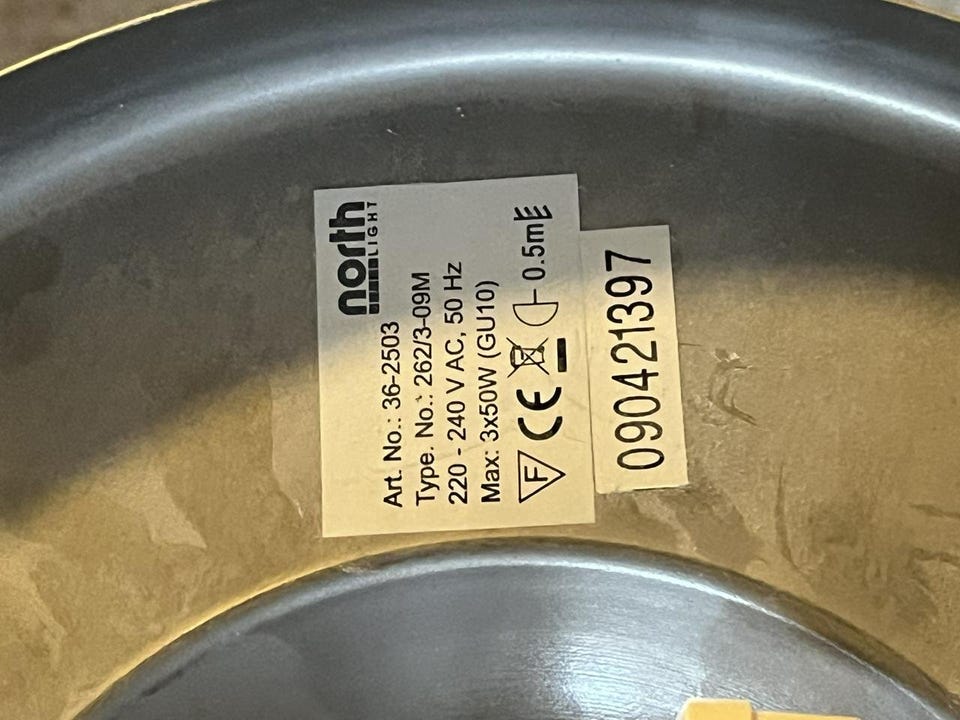 north
LIGHT
Art. No.: 36-2503
Type. No.: 262/3-09M
220 - 240 V AC, 50 Hz
Max: 3x50W (GU10)
F CE 0.5m
090421397